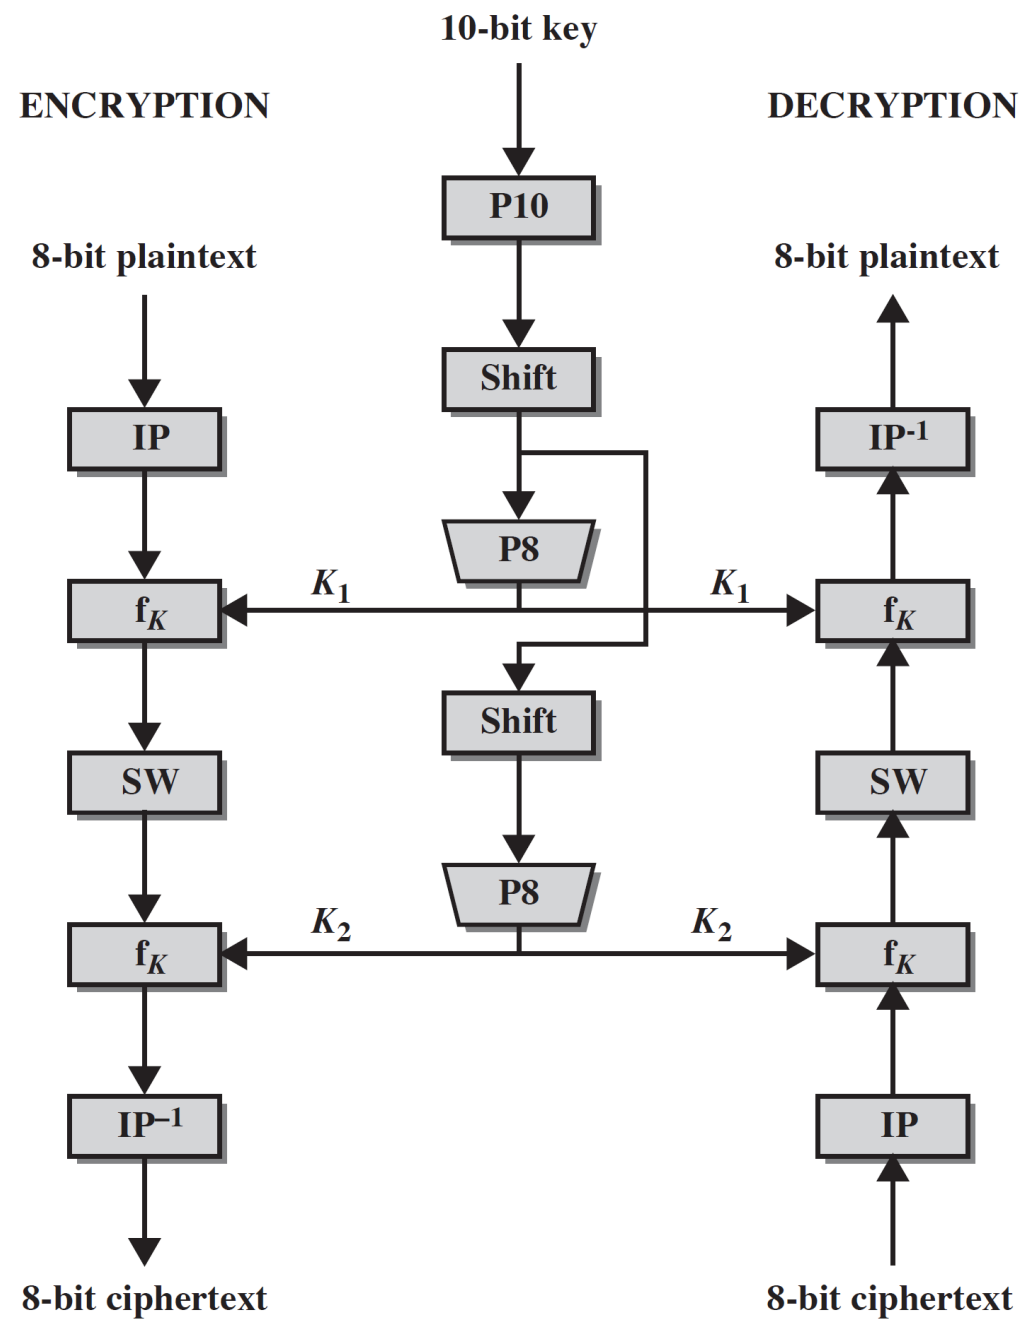 10-bit key
ENCRYPTION
DECRYPTION
P10
8-bit plaintext
8-bit plaintext
Shift
IP
IP-1
P8
K1
K1
fK
fK
Shift
SW
SW
P8
K2
K2
fK
fK
IP–1
IP
8-bit ciphertext
8-bit ciphertext